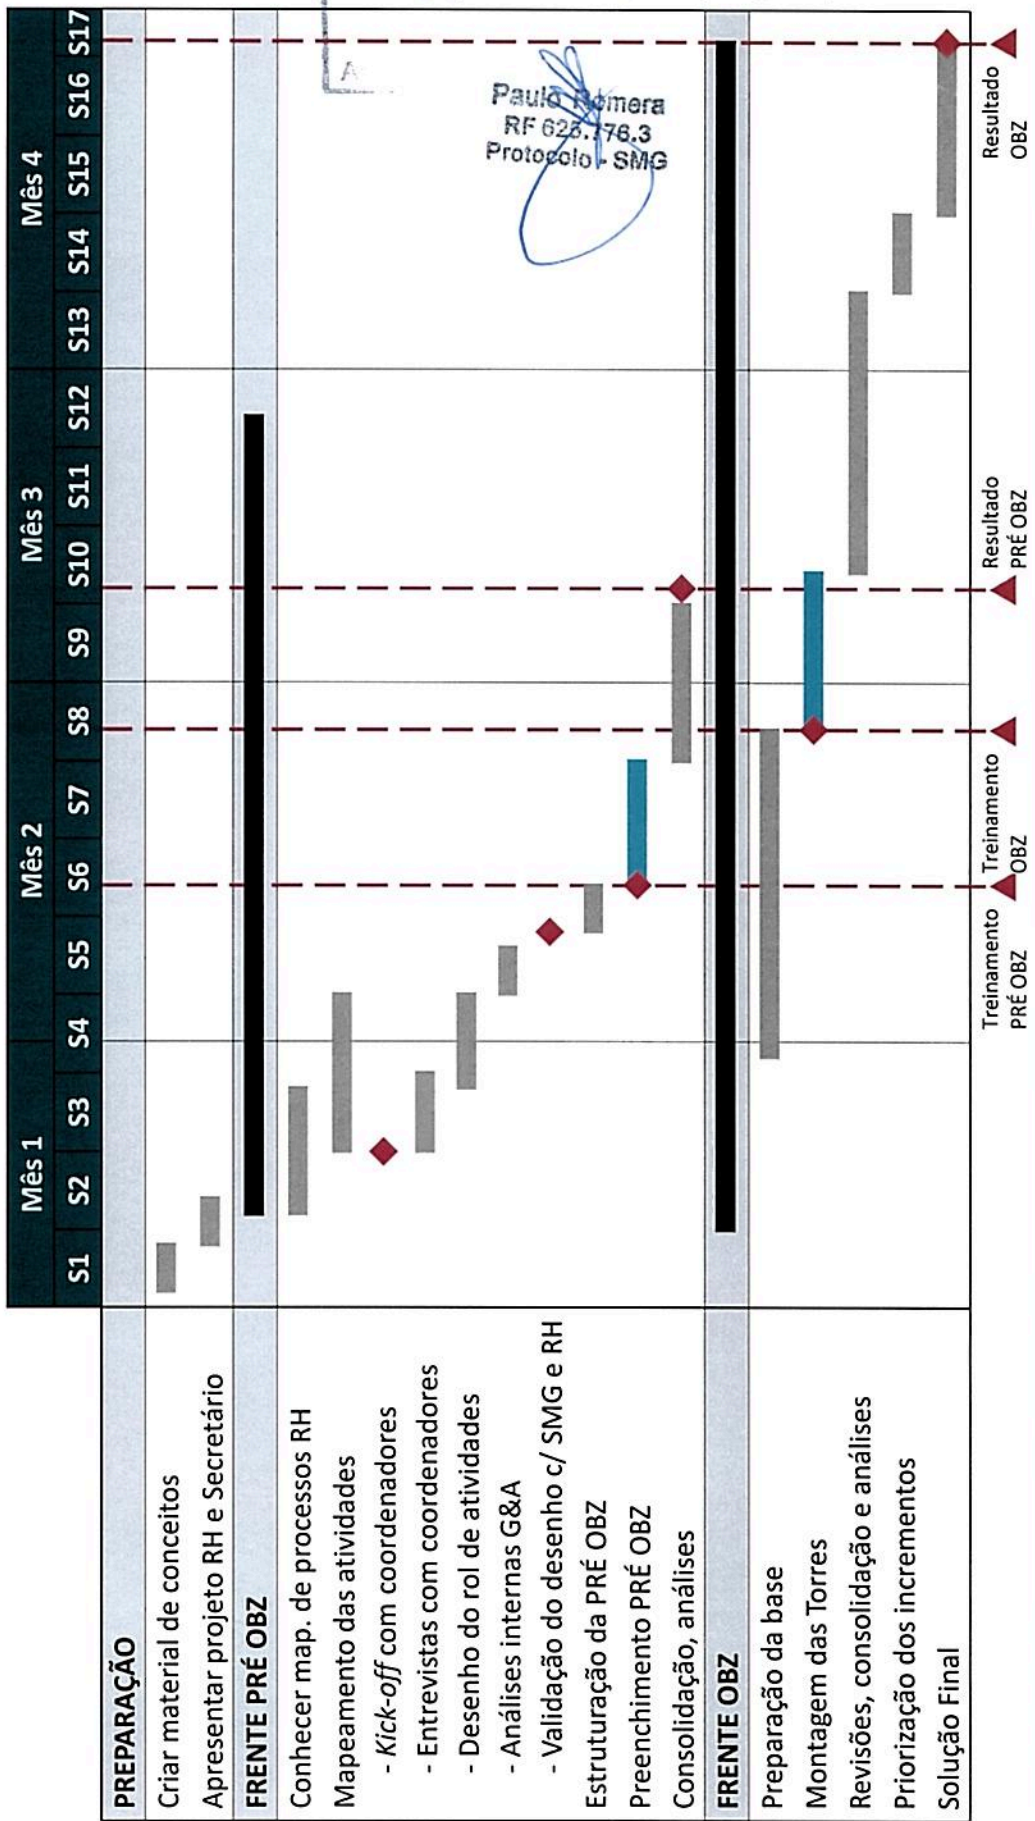 Mês 1 Mês 2 Mês 3 Mês 4
S1 S2 S3 S4 S5 S6 S7 S8 S9 S10 S11 S12 S13 S14 S15 S16 S17
PREPARAÇÃO
Criar material de conceitos
Apresentar projeto RH e Secretário
FRENTE PRÉ OBZ
Conhecer map. de processos RH
Mapeamento das atividades
- Kick-off com coordenadores
- Entrevistas com coordenadores
- Desenho do rol de atividades
- Análises internas G&A
- Validação do desenho c/ SMG e RH
Estruturação da PRÉ OBZ
Preenchimento PRÉ OBZ
Consolidação, análises
FRENTE OBZ
Preparação da base
Montagem das Torres
Revisões, consolidação e análises
Priorização dos incrementos
Solução Final
Treinamento
PRÉ OBZ
Treinamento
OBZ
Resultado
PRÉ OBZ
Resultado
OBZ
A
Paulo Romera
RF 625.776.3
Protocolo - SMG